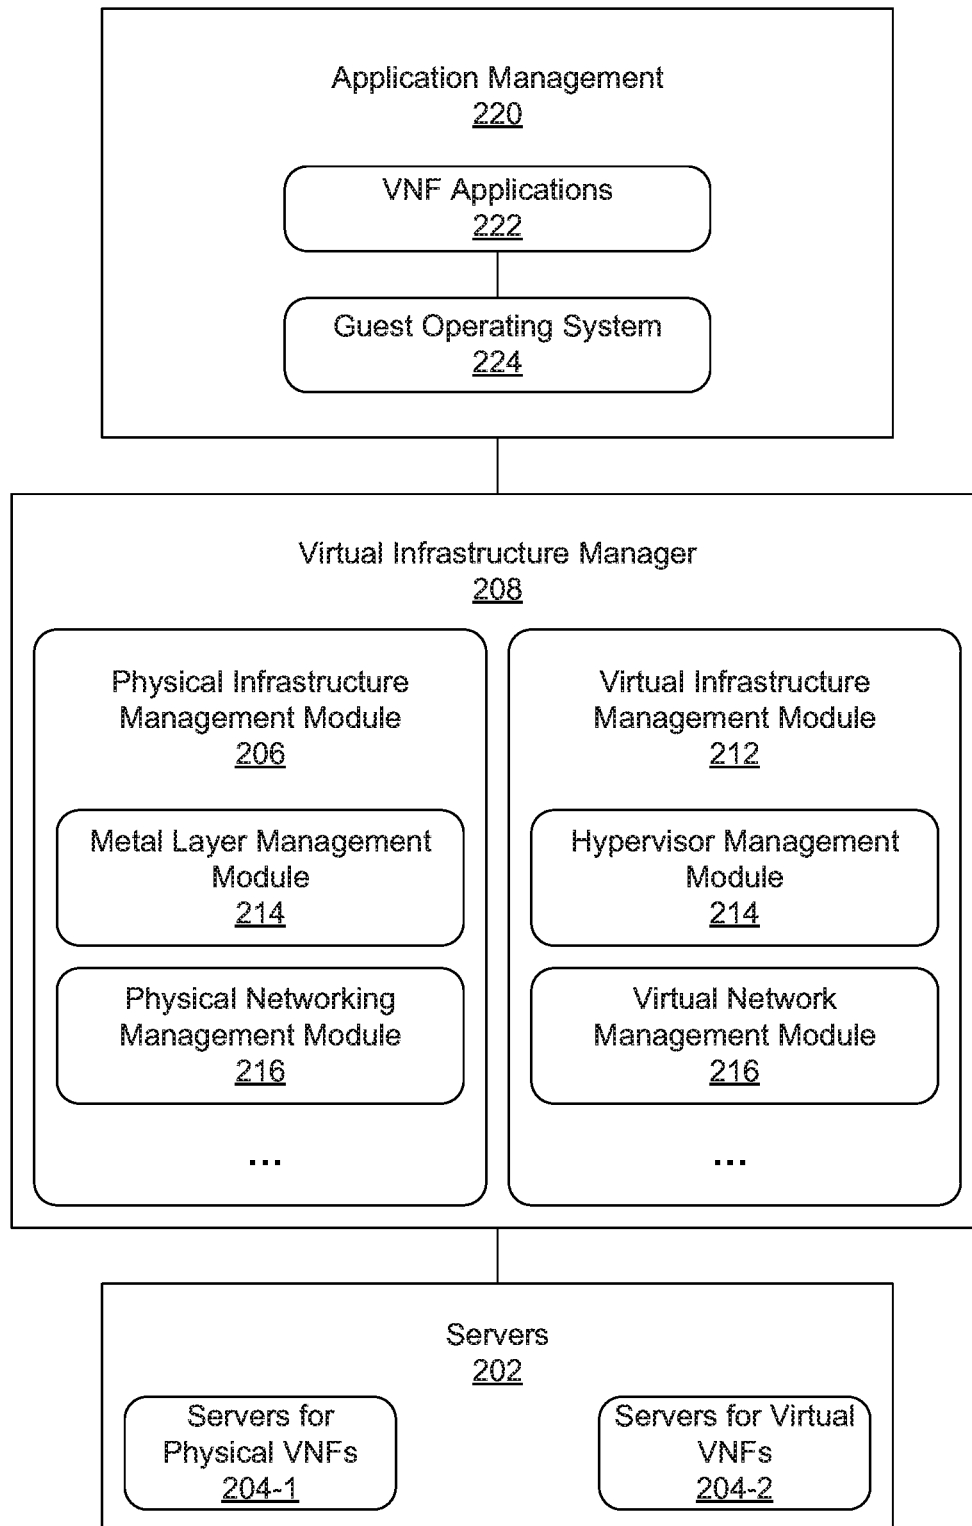 Application Management
220
VNF Applications
222
Guest Operating System
224
Virtual Infrastructure Manager
208
Physical Infrastructure
Management Module
206
Metal Layer Management
Module
214
Physical Networking
Management Module
216
...
Virtual Infrastructure
Management Module
212
Hypervisor Management
Module
214
Virtual Network
Management Module
216
...
Servers
202
Servers for
Physical VNFs
204-1
Servers for Virtual
VNFs
204-2